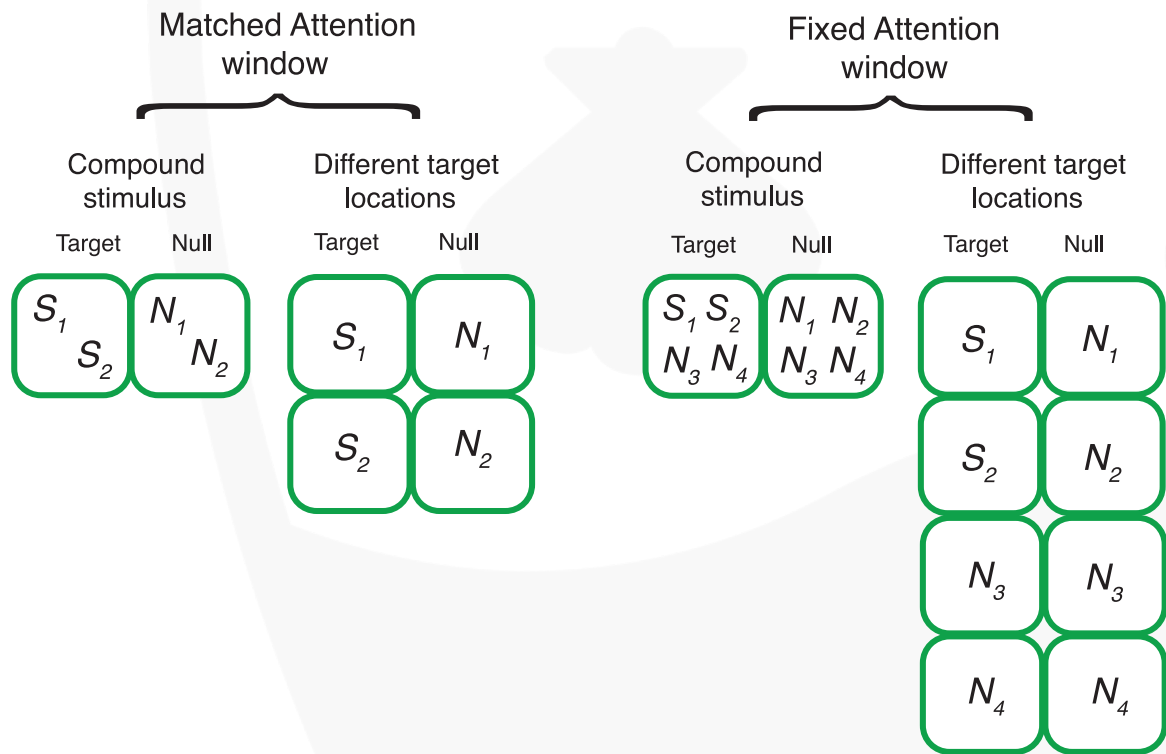 Matched Attention
window
Compound
stimulus
Different target
locations
Target Null Target Null
S1 N1
S2 N2
S1 N1
S2 N2
Fixed Attention
window
Compound
stimulus
Different target
locations
Target Null Target Null
S1 S2 N1 N2
N3 N4 N3 N4
S1 N1
S2 N2
N3 N3
N4 N4